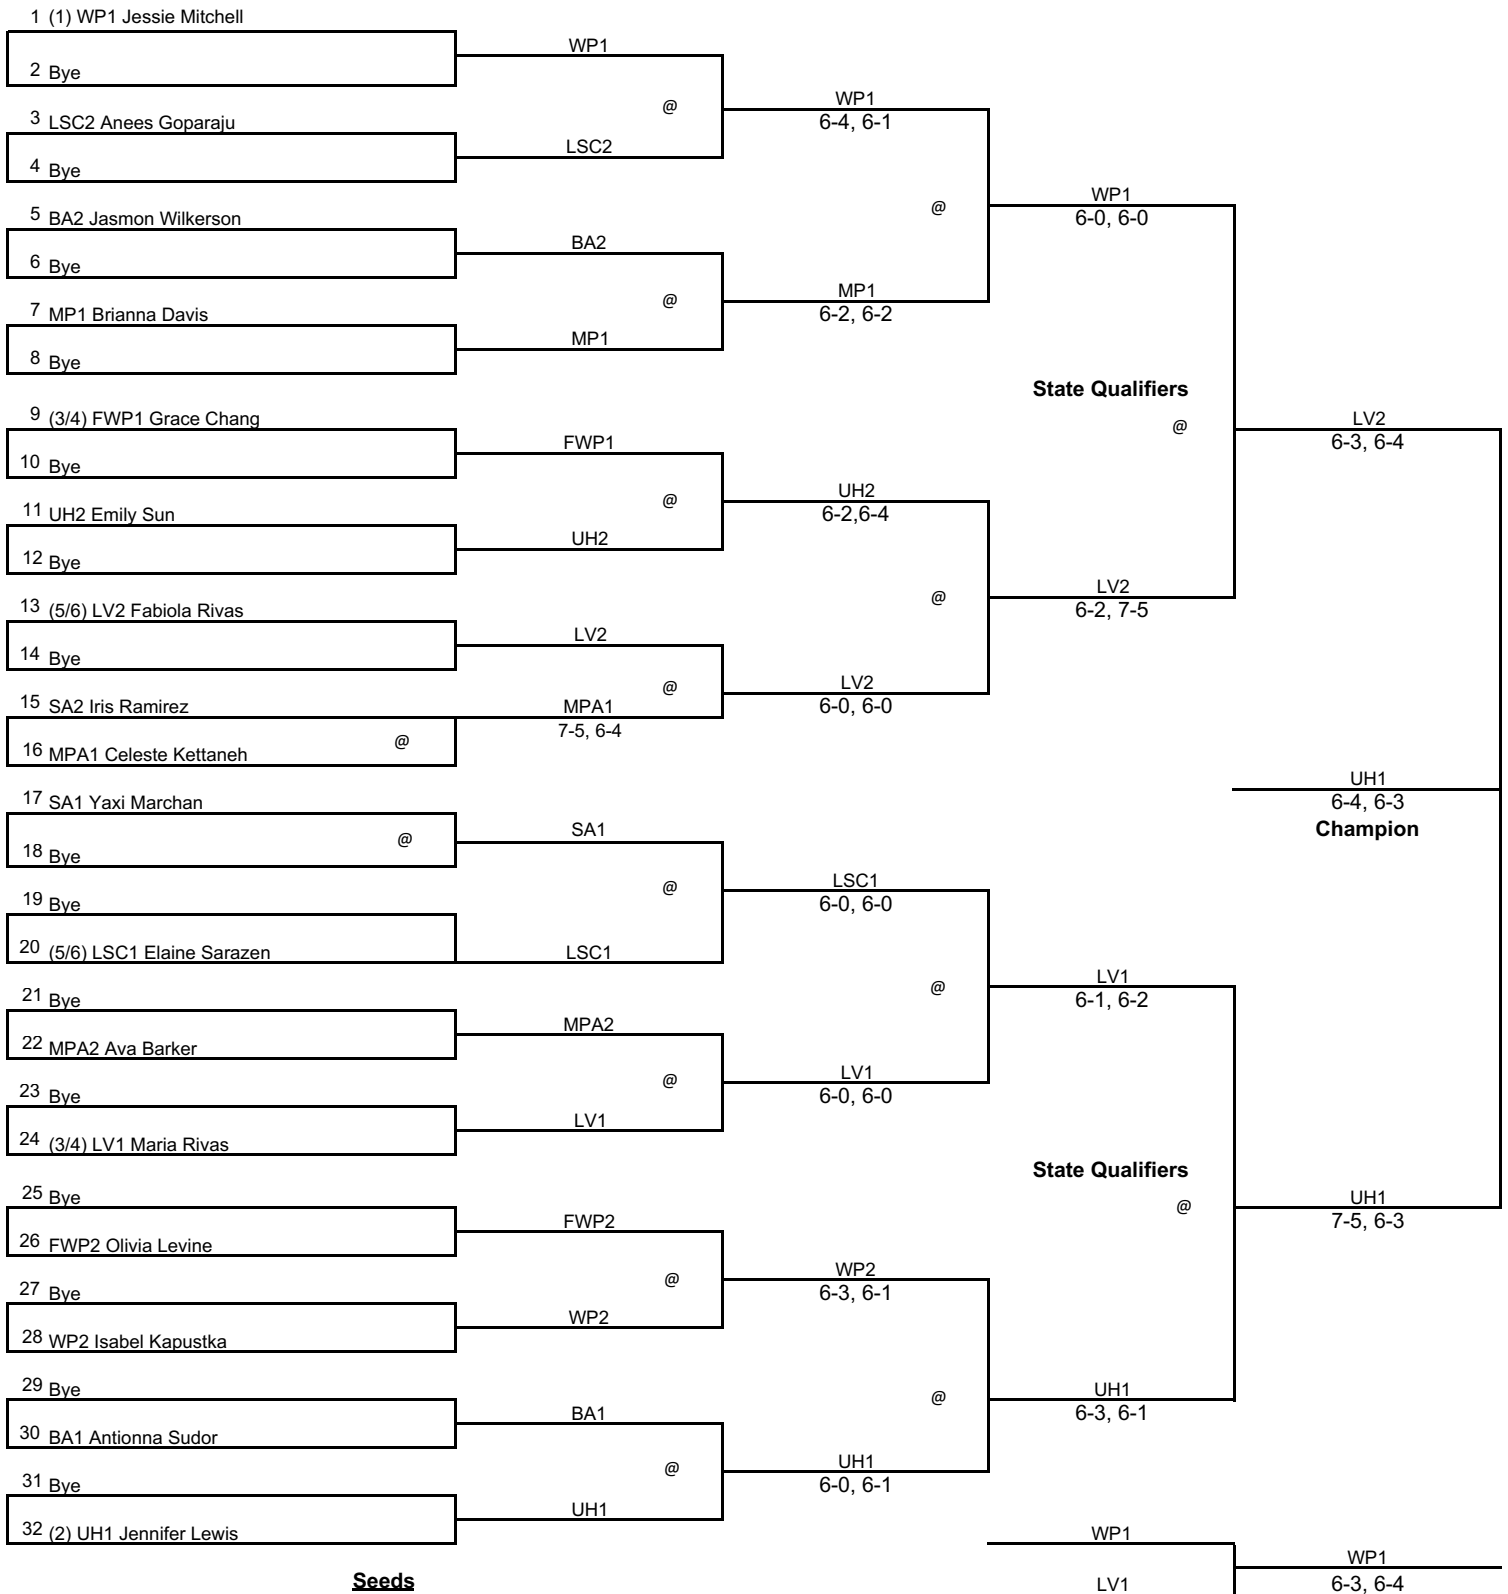 1 (1) WP1 Jessie Mitchell
WP1
2 Bye
@
WP1
6-4, 6-1
3 LSC2 Anees Goparaju
LSC2
4 Bye
WP1
6-0, 6-0
@
5 BA2 Jasmon Wilkerson
BA2
6 Bye
@
MP1
6-2, 6-2
7 MP1 Brianna Davis
MP1
8 Bye
State Qualifiers
@
LV2
6-3, 6-4
9 (3/4) FWP1 Grace Chang
FWP1
10 Bye
@
UH2
6-2,6-4
11 UH2 Emily Sun
UH2
12 Bye
@
LV2
6-2, 7-5
13 (5/6) LV2 Fabiola Rivas
LV2
14 Bye
@
LV2
6-0, 6-0
15 SA2 Iris Ramirez
MPA1
7-5, 6-4
16 MPA1 Celeste Kettaneh
@
UH1
6-4, 6-3
Champion
17 SA1 Yaxi Marchan
@
SA1
18 Bye
@
LSC1
6-0, 6-0
19 Bye
20 (5/6) LSC1 Elaine Sarazen
LSC1
@
LV1
6-1, 6-2
21 Bye
MPA2
22 MPA2 Ava Barker
@
LV1
6-0, 6-0
23 Bye
LV1
24 (3/4) LV1 Maria Rivas
State Qualifiers
@
UH1
7-5, 6-3
25 Bye
FWP2
26 FWP2 Olivia Levine
@
WP2
6-3, 6-1
27 Bye
WP2
28 WP2 Isabel Kapustka
@
UH1
6-3, 6-1
29 Bye
BA1
30 BA1 Antionna Sudor
@
UH1
6-0, 6-1
31 Bye
UH1
32 (2) UH1 Jennifer Lewis
WP1
WP1
6-3, 6-4
Seeds
LV1